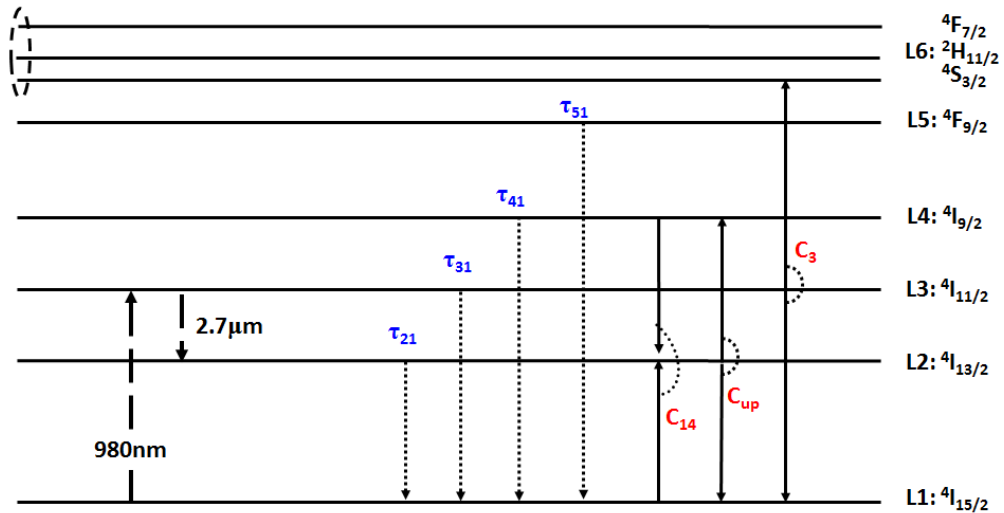 ⁴F₇/₂
L6: ²H₁₁/₂
⁴S₃/₂
τ₅₁
L5: ⁴F₉/₂
τ₄₁
L4: ⁴I₉/₂
C₃
τ₃₁
L3: ⁴I₁₁/₂
2.7μm
τ₂₁
L2: ⁴I₁₃/₂
C₁₄
Cup
980nm
L1: ⁴I₁₅/₂